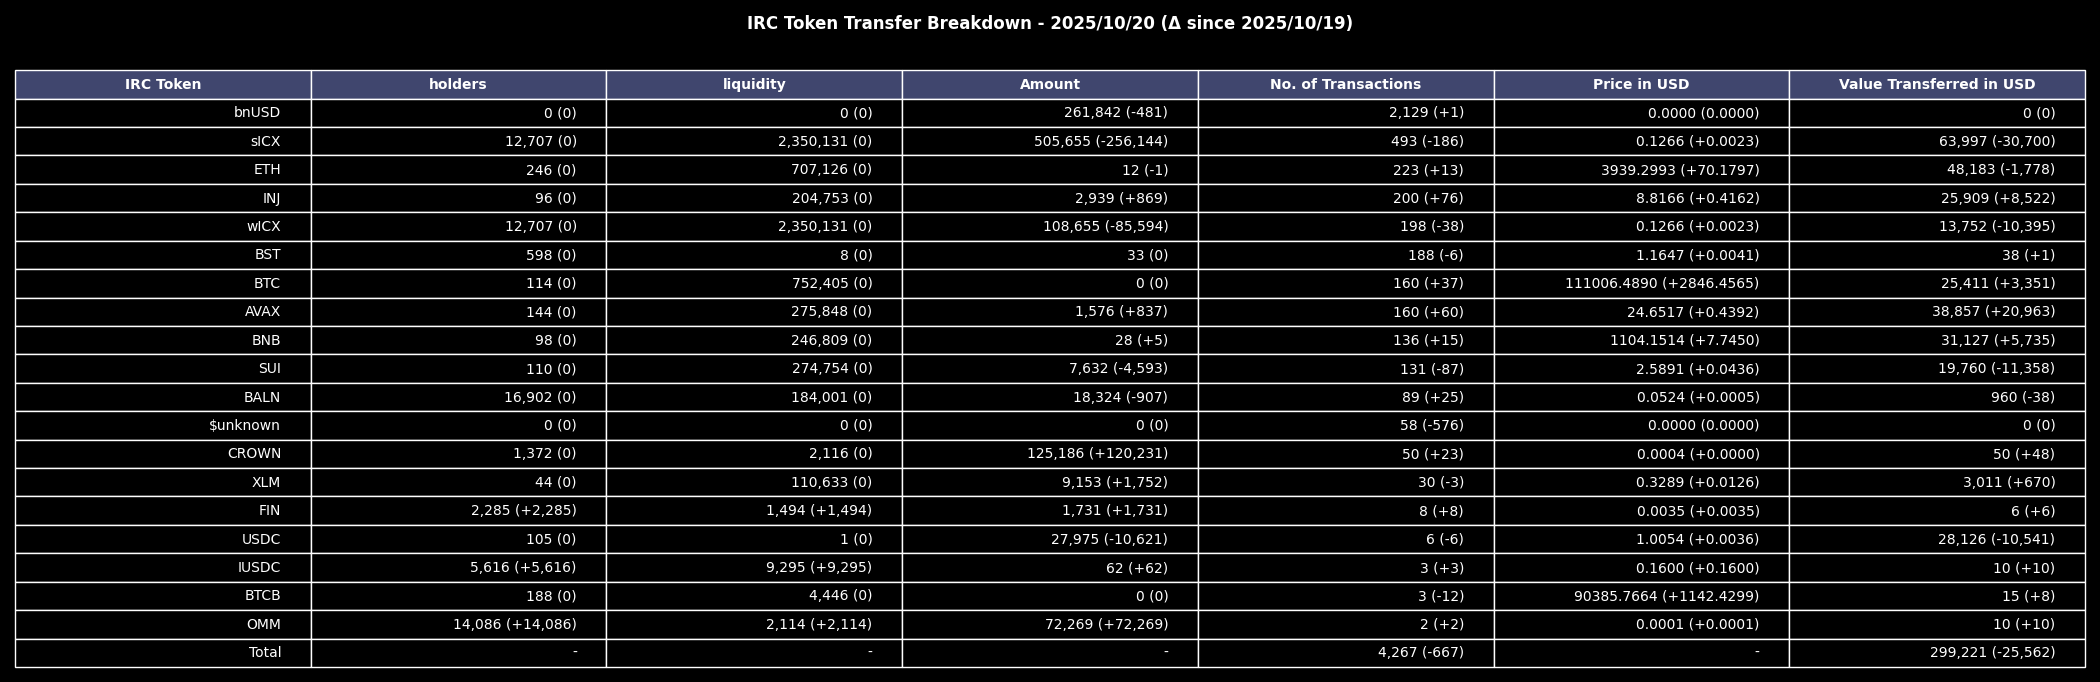 IRC Token Transfer Breakdown - 2025/10/20 (Δ since 2025/10/19)
IRC Token holders liquidity Amount No. of Transactions Price in USD Value Transferred in USD
bnUSD 0 (0) 0 (0) 261,842 (-481) 2,129 (+1) 0.0000 (0.0000) 0 (0)
sICX 12,707 (0) 2,350,131 (0) 505,655 (-256,144) 493 (-186) 0.1266 (+0.0023) 63,997 (-30,700)
ETH 246 (0) 707,126 (0) 12 (-1) 223 (+13) 3939.2993 (+70.1797) 48,183 (-1,778)
INJ 96 (0) 204,753 (0) 2,939 (+869) 200 (+76) 8.8166 (+0.4162) 25,909 (+8,522)
wICX 12,707 (0) 2,350,131 (0) 108,655 (-85,594) 198 (-38) 0.1266 (+0.0023) 13,752 (-10,395)
BST 598 (0) 8 (0) 33 (0) 188 (-6) 1.1647 (+0.0041) 38 (+1)
BTC 114 (0) 752,405 (0) 0 (0) 160 (+37) 111006.4890 (+2846.4565) 25,411 (+3,351)
AVAX 144 (0) 275,848 (0) 1,576 (+837) 160 (+60) 24.6517 (+0.4392) 38,857 (+20,963)
BNB 98 (0) 246,809 (0) 28 (+5) 136 (+15) 1104.1514 (+7.7450) 31,127 (+5,735)
SUI 110 (0) 274,754 (0) 7,632 (-4,593) 131 (-87) 2.5891 (+0.0436) 19,760 (-11,358)
BALN 16,902 (0) 184,001 (0) 18,324 (-907) 89 (+25) 0.0524 (+0.0005) 960 (-38)
$unknown 0 (0) 0 (0) 0 (0) 58 (-576) 0.0000 (0.0000) 0 (0)
CROWN 1,372 (0) 2,116 (0) 125,186 (+120,231) 50 (+23) 0.0004 (+0.0000) 50 (+48)
XLM 44 (0) 110,633 (0) 9,153 (+1,752) 30 (-3) 0.3289 (+0.0126) 3,011 (+670)
FIN 2,285 (+2,285) 1,494 (+1,494) 1,731 (+1,731) 8 (+8) 0.0035 (+0.0035) 6 (+6)
USDC 105 (0) 1 (0) 27,975 (-10,621) 6 (-6) 1.0054 (+0.0036) 28,126 (-10,541)
IUSDC 5,616 (+5,616) 9,295 (+9,295) 62 (+62) 3 (+3) 0.1600 (+0.1600) 10 (+10)
BTCB 188 (0) 4,446 (0) 0 (0) 3 (-12) 90385.7664 (+1142.4299) 15 (+8)
OMM 14,086 (+14,086) 2,114 (+2,114) 72,269 (+72,269) 2 (+2) 0.0001 (+0.0001) 10 (+10)
Total - - - 4,267 (-667) - 299,221 (-25,562)